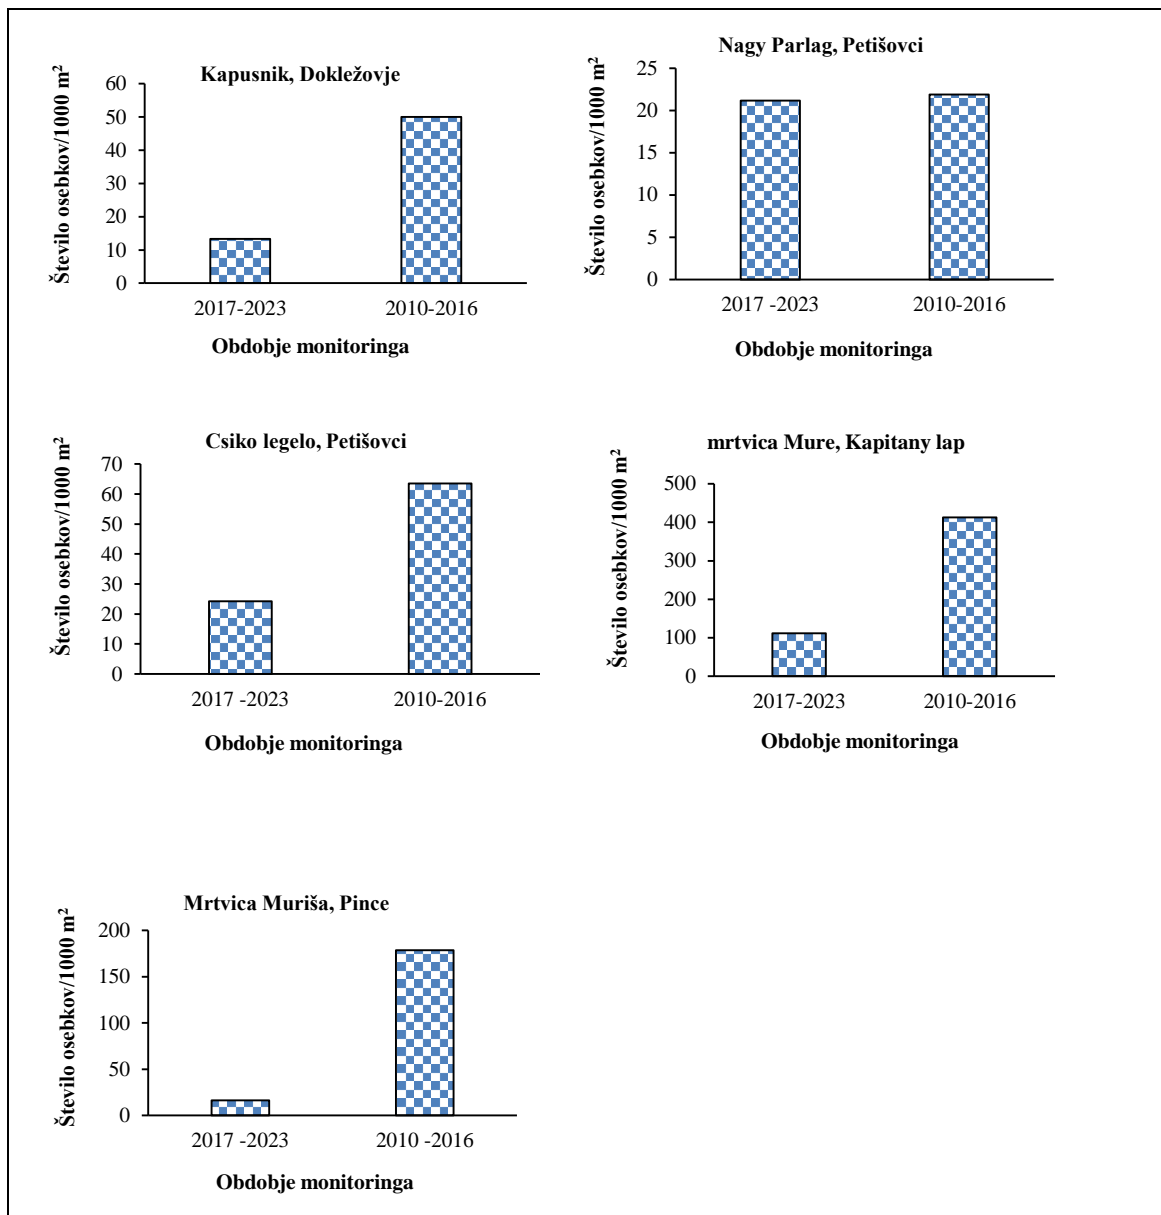 Kapusnik, Dokležovje
Število osebkov/1000 m²
60
50
40
30
20
10
0
2017-2023 2010-2016
Obdobje monitoringa
Nagy Parlag, Petišovci
Število osebkov/1000 m²
25
20
15
10
5
0
2017 -2023 2010-2016
Obdobje monitoringa
Csiko legelo, Petišovci
Število osebkov/1000 m²
70
60
50
40
30
20
10
0
2017 -2023 2010-2016
Obdobje monitoringa
mrtvica Mure, Kapitany lap
Število osebkov/1000 m²
500
400
300
200
100
0
2017-2023 2010-2016
Obdobje monitoringa
Mrtvica Muriša, Pince
Število osebkov/1000 m²
200
150
100
50
0
2017 -2023 2010 -2016
Obdobje monitoringa